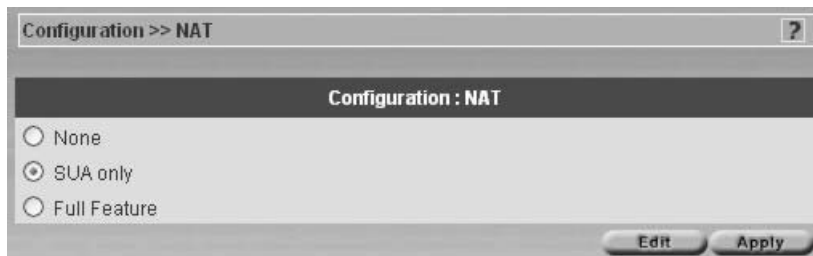 Configuration >> NAT ?
Configuration : NAT
None
SUA only
Full Feature
Edit Apply